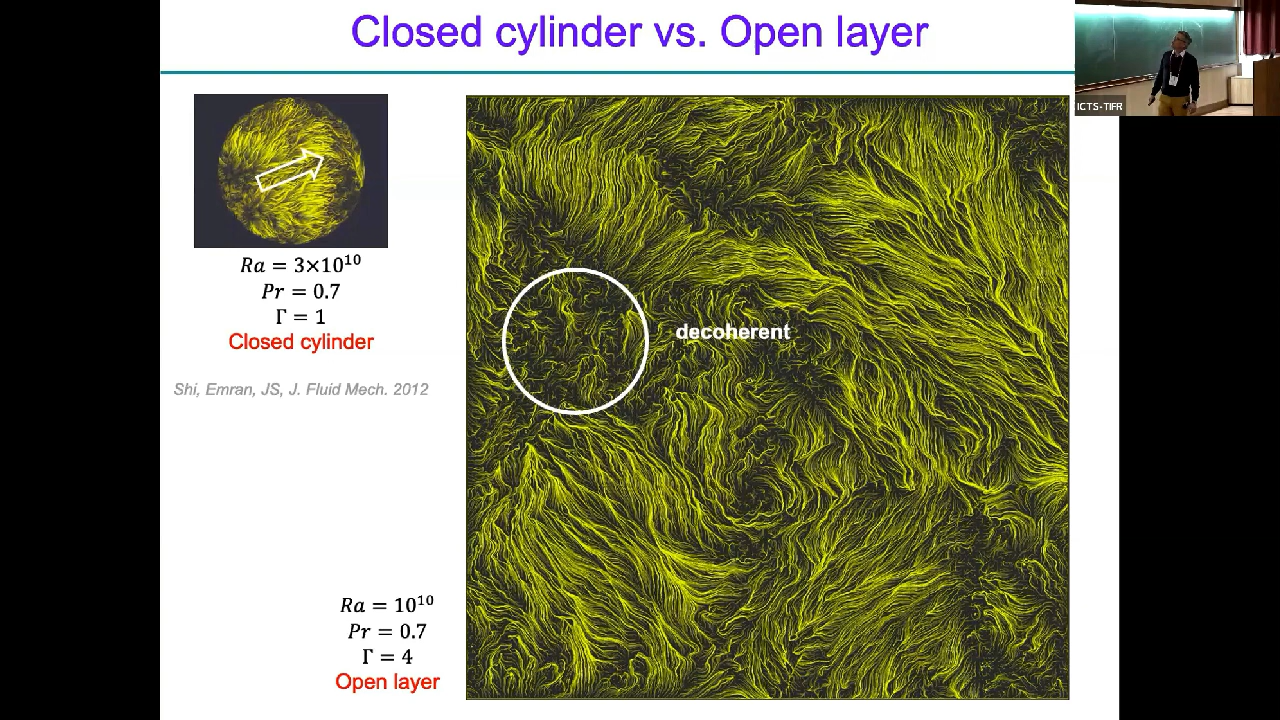 Closed cylinder vs. Open layer
ICTS-TIFR
Ra = 3×10¹⁰
Pr = 0.7
Γ = 1
Closed cylinder
Shi, Emran, JS, J. Fluid Mech. 2012
decoherent
Ra = 10¹⁰
Pr = 0.7
Γ = 4
Open layer